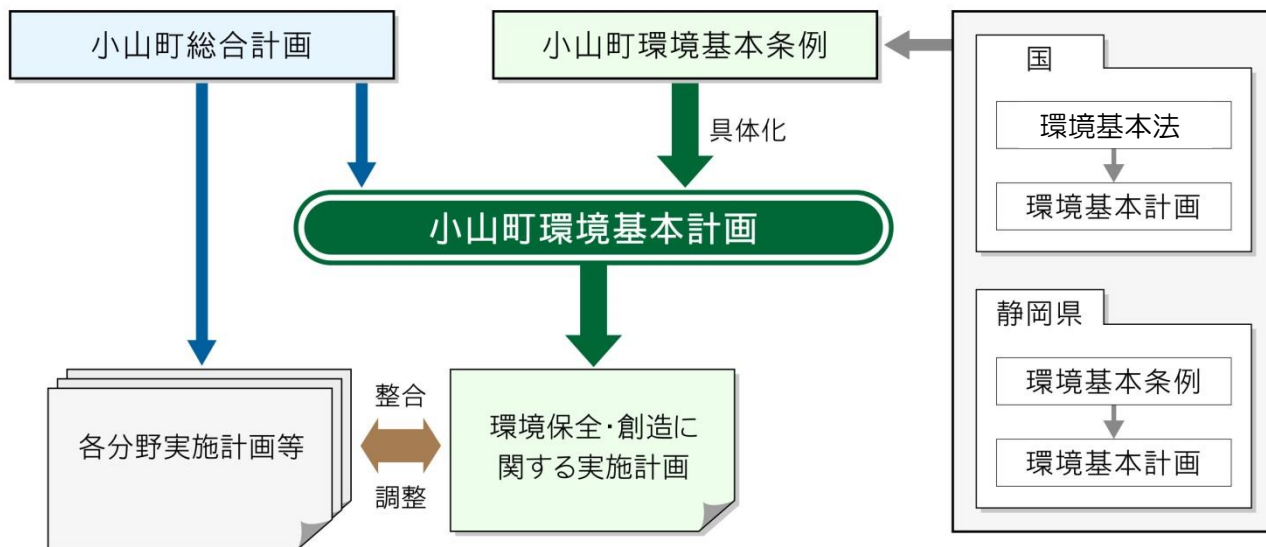 小山町総合計画
小山町環境基本条例
具体化
小山町環境基本計画
各分野実施計画等
整合
調整
環境保全・創造に
関する実施計画
国
環境基本法
環境基本計画
静岡県
環境基本条例
環境基本計画